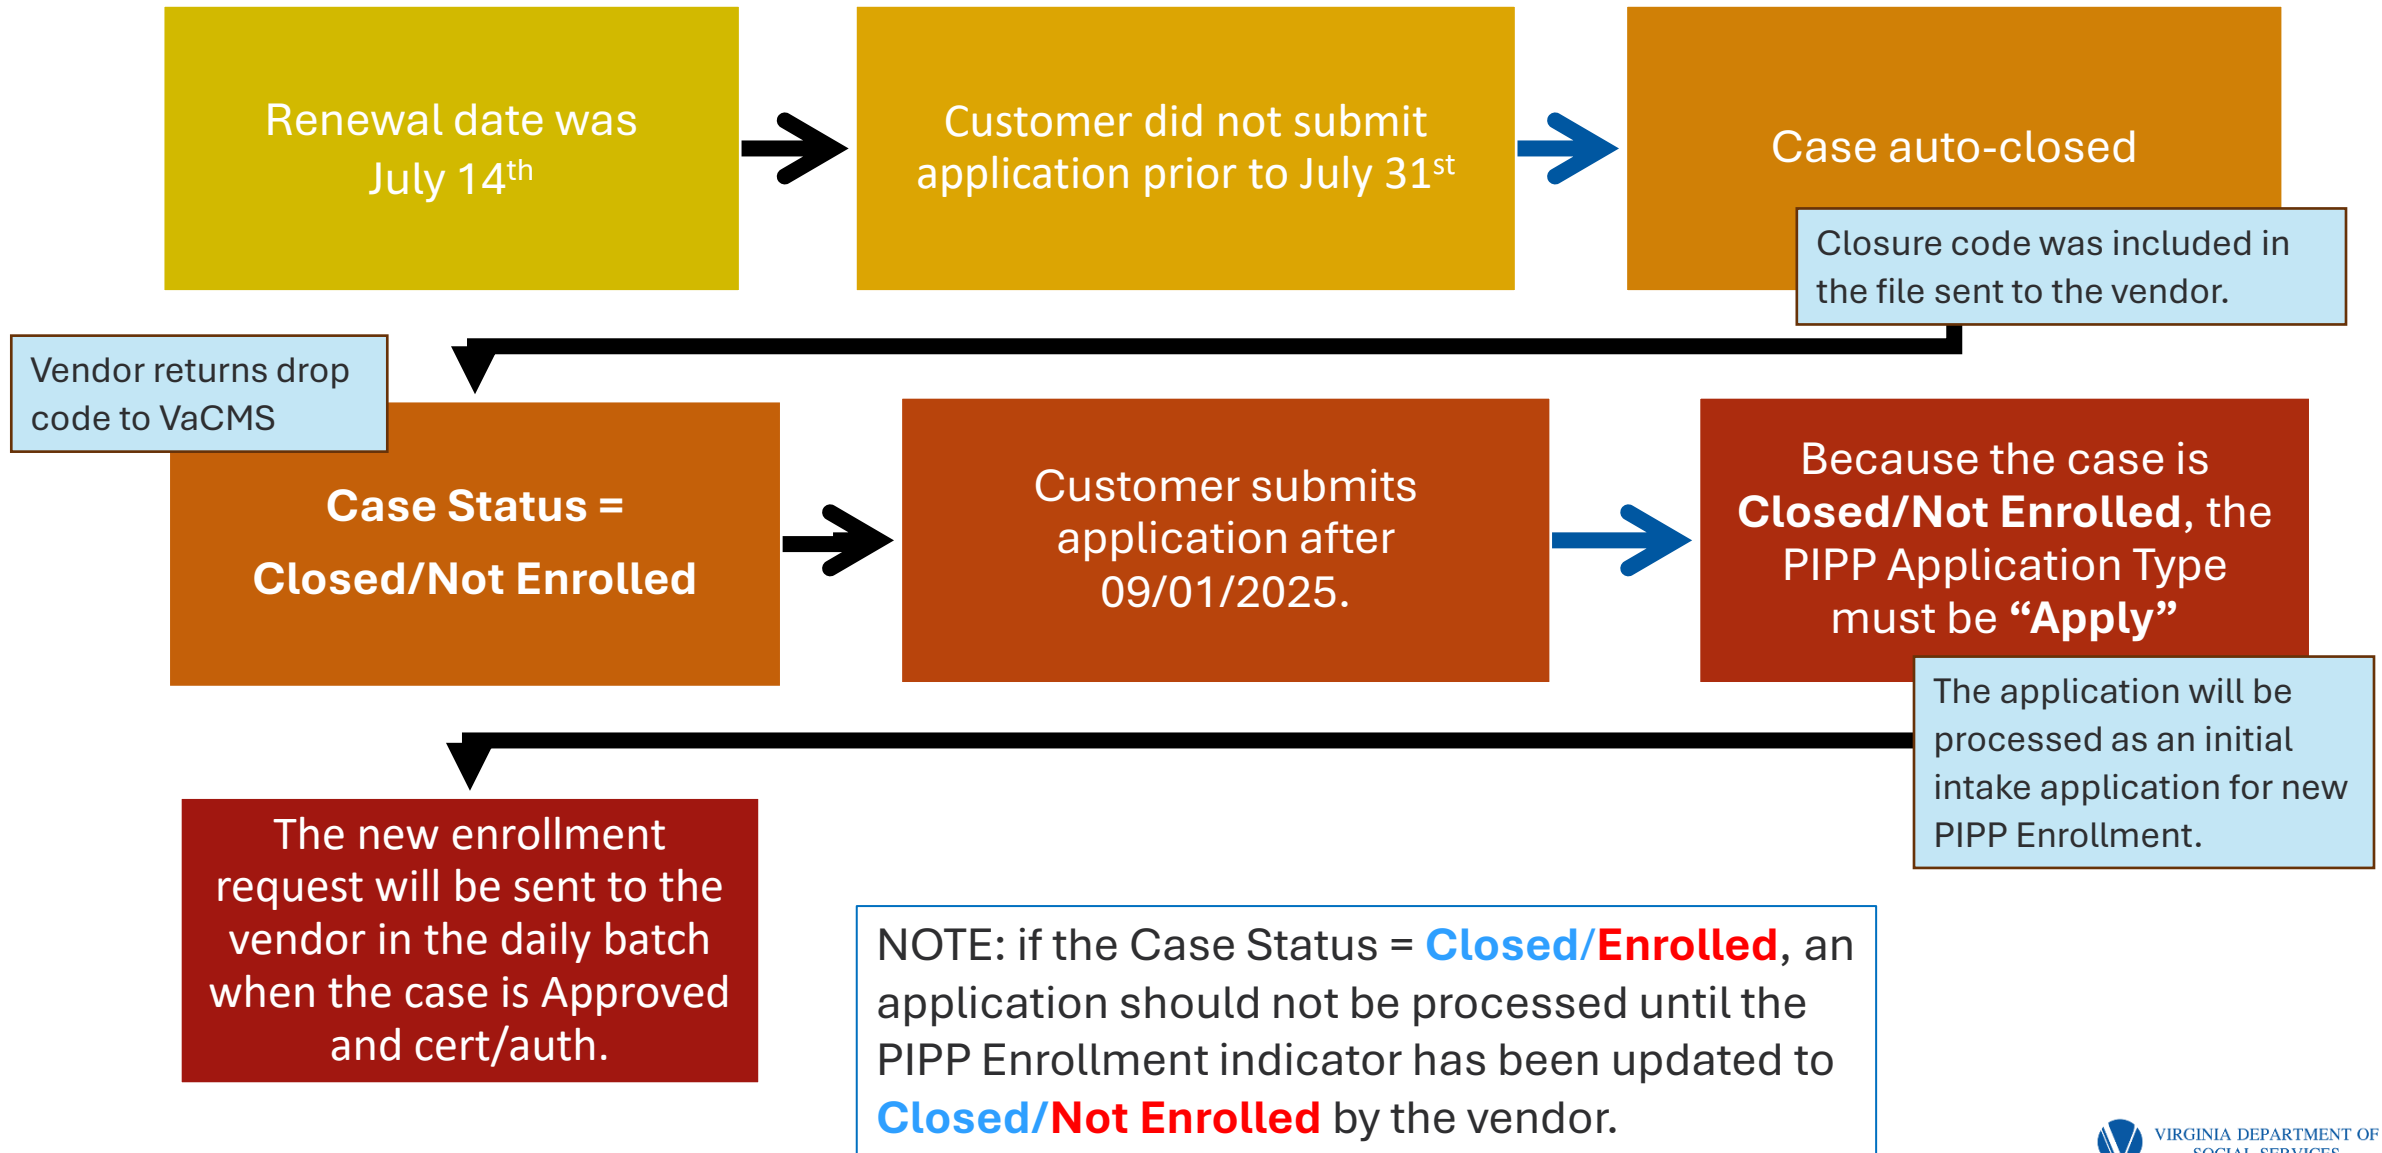 Renewal date was
July 14th
Customer did not submit
application prior to July 31st
Case auto-closed
Closure code was included in
the file sent to the vendor.
Vendor returns drop
code to VaCMS
Case Status =
Closed/Not Enrolled
Customer submits
application after
09/01/2025.
Because the case is
Closed/Not Enrolled, the
PIPP Application Type
must be “Apply”
The application will be
processed as an initial
intake application for new
PIPP Enrollment.
The new enrollment
request will be sent to the
vendor in the daily batch
when the case is Approved
and cert/auth.
NOTE: if the Case Status = Closed/Enrolled, an
application should not be processed until the
PIPP Enrollment indicator has been updated to
Closed/Not Enrolled by the vendor.
VIRGINIA DEPARTMENT OF
SOCIAL SERVICES